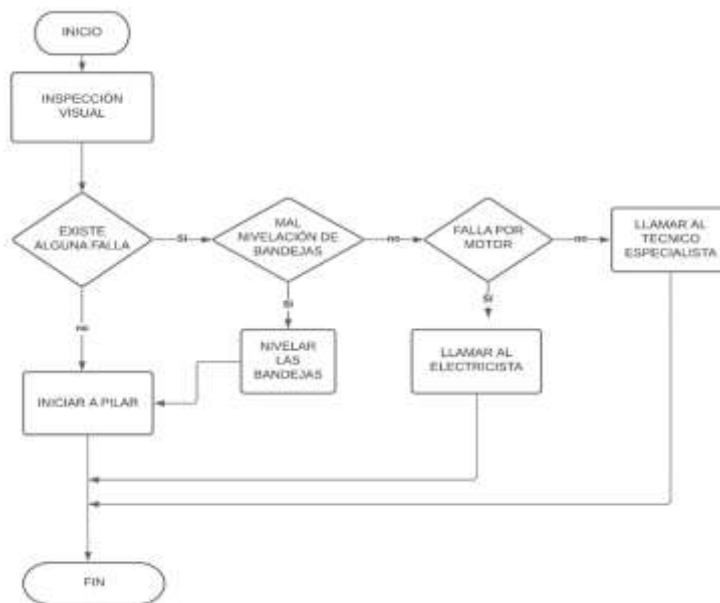 INICIO
INSPECCIÓN
VISUAL
EXISTE
ALGUNA FALLA
SI
MAL
NIVELACIÓN DE
BANDEJAS
no
FALLA POR
MOTOR
no
LLAMAR AL
TECNICO
ESPECIALISTA
no
SI
SI
NIVELAR
LAS
BANDEJAS
LLAMAR AL
ELECTRICISTA
INICIAR A PILAR
FIN